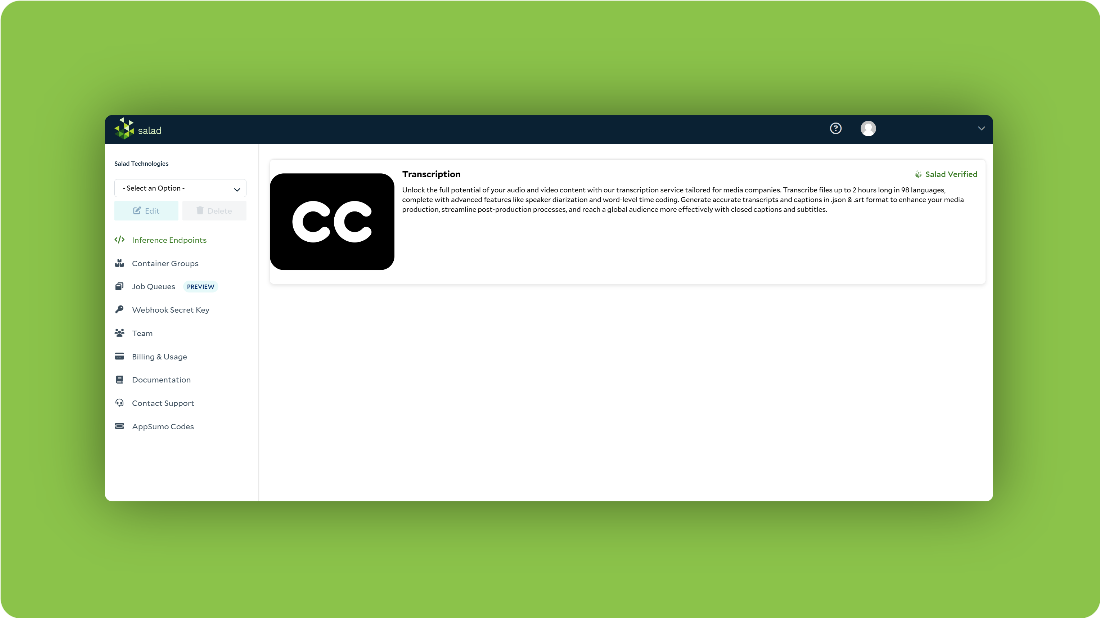 salad
Salad Technologies
- Select an Option -
Edit
Delete
Inference Endpoints
Container Groups
Job Queues PREVIEW
Webhook Secret Key
Team
Billing & Usage
Documentation
Contact Support
AppSumo Codes
CC
Transcription
Salad Verified
Unlock the full potential of your audio and video content with our transcription service tailored for media companies. Transcribe files up to 2 hours long in 98 languages,
complete with advanced features like speaker diarization and word-level time coding. Generate accurate transcripts and captions in .json & .srt format to enhance your media
production, streamline post-production processes, and reach a global audience more effectively with closed captions and subtitles.